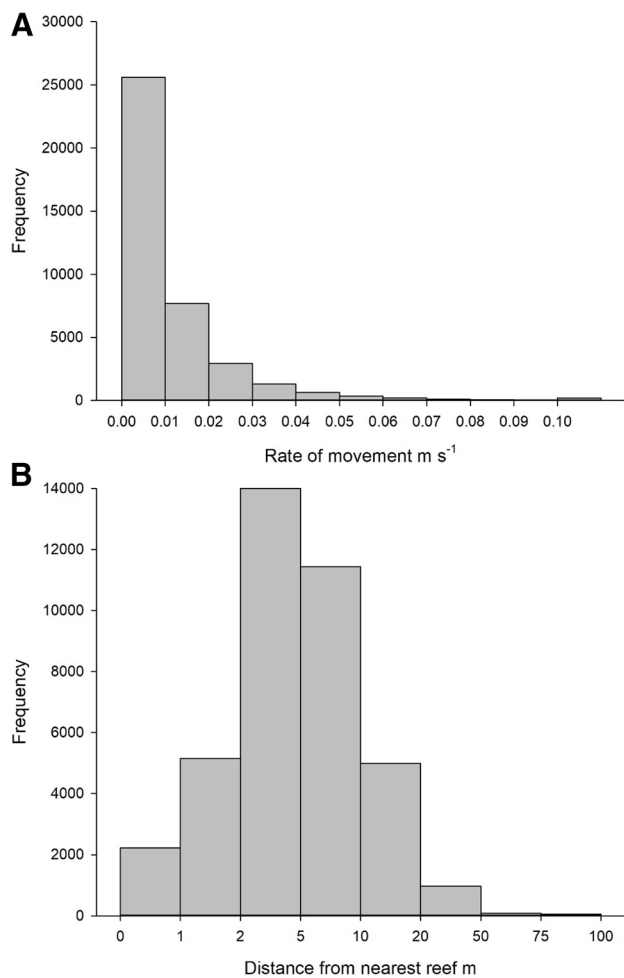 A
30000
25000
20000
15000
10000
5000
0
Frequency
0.00 0.01 0.02 0.03 0.04 0.05 0.06 0.07 0.08 0.09 0.10
Rate of movement m s-1
B
14000
12000
10000
8000
6000
4000
2000
0
Frequency
0 1 2 5 10 20 50 75 100
Distance from nearest reef m